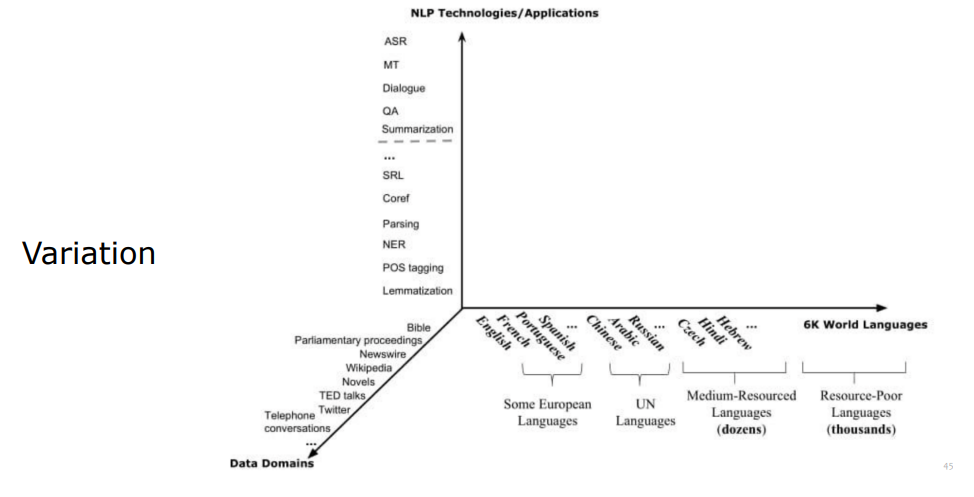 NLP Technologies/Applications
ASR
MT
Dialogue
QA
Summarization
...
SRL
Coref
Parsing
NER
POS tagging
Lemmatization
Variation
Bible
Parliamentary proceedings
Newswire
Wikipedia
Novels
TED talks
Twitter
Telephone
conversations
...
Data Domains
English
French
Portuguese
Spanish
...
Chinese
Arabic
Russian
...
Czech
Hindi
Hebrew
...
6K World Languages
Some European
Languages
UN
Languages
Medium-Resourced
Languages
(dozens)
Resource-Poor
Languages
(thousands)
45